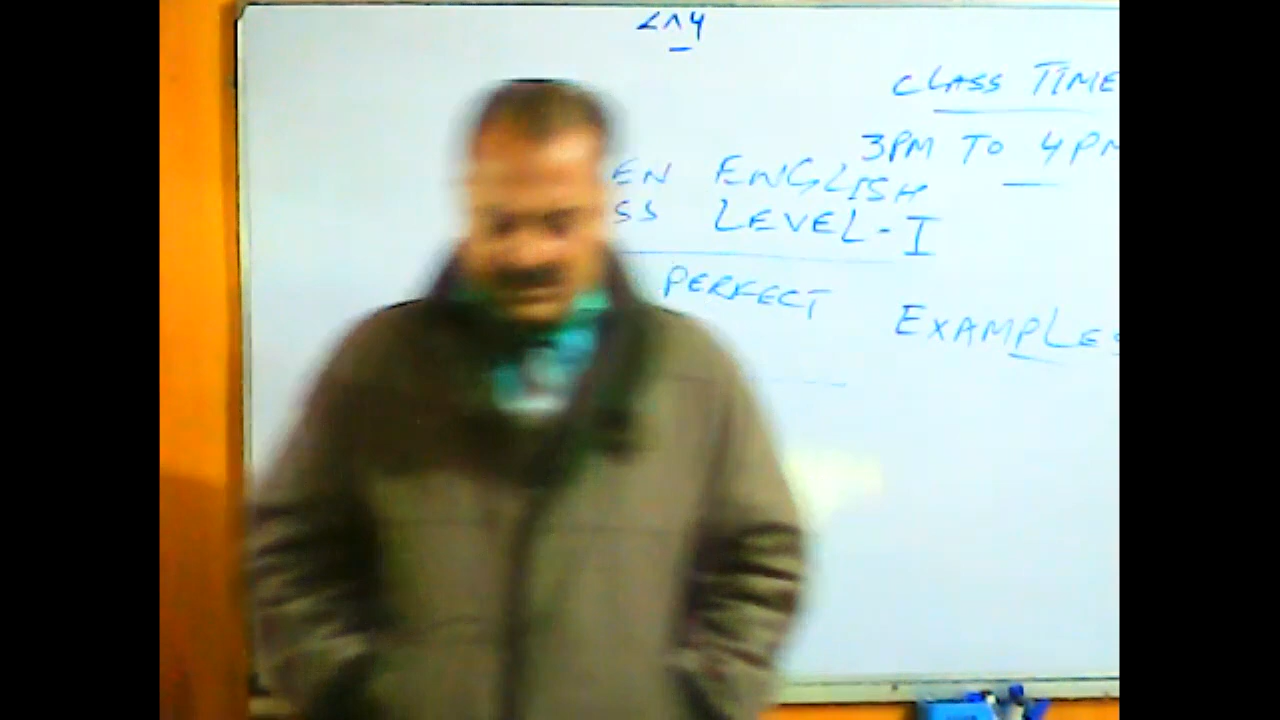 CLASS TIME
3PM TO 4PM
EN ENGLISH
SS LEVEL-I
PERFECT EXAMPLES